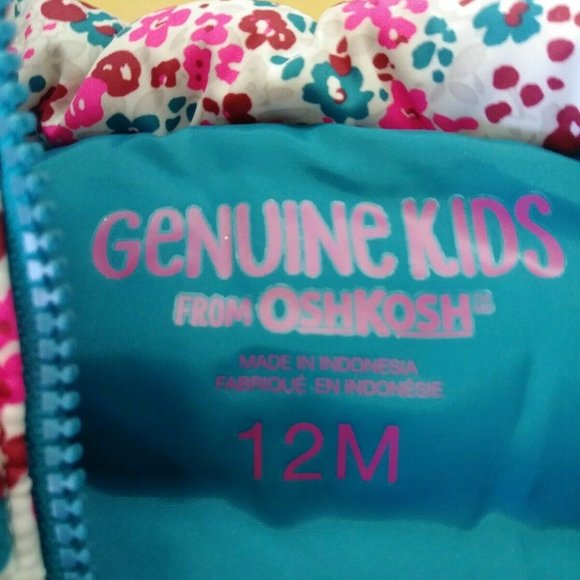 GENUINE KIDS
FROM OSHKOSH
MADE IN INDONESIA
FABRIQUÉ EN INDONÉSIE
12M